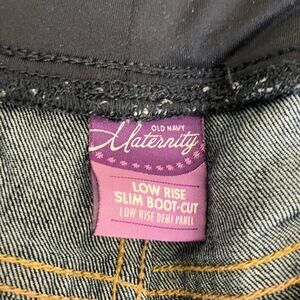 OLD NAVY
Maternity
LOW RISE
SLIM BOOT-CUT
LOW RISE DEMI PANEL